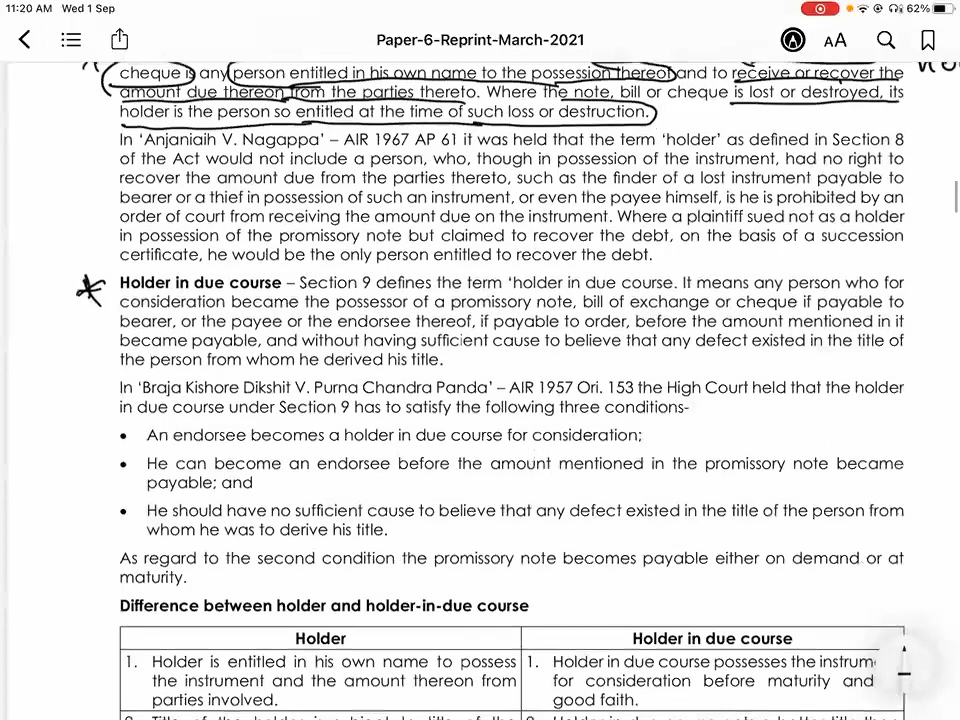 11:20 AM Wed 1 Sep
62%
Paper-6-Reprint-March-2021
AA
cheque is any person entitled in his own name to the possession thereof and to receive or recover the
amount due thereon from the parties thereto. Where the note, bill or cheque is lost or destroyed, its
holder is the person so entitled at the time of such loss or destruction.
In ‘Anjaniaih V. Nagappa’ – AIR 1967 AP 61 it was held that the term ‘holder’ as defined in Section 8
of the Act would not include a person, who, though in possession of the instrument, had no right to
recover the amount due from the parties thereto, such as the finder of a lost instrument payable to
bearer or a thief in possession of such an instrument, or even the payee himself, is he is prohibited by an
order of court from receiving the amount due on the instrument. Where a plaintiff sued not as a holder
in possession of the promissory note but claimed to recover the debt, on the basis of a succession
certificate, he would be the only person entitled to recover the debt.
Holder in due course – Section 9 defines the term ‘holder in due course. It means any person who for
consideration became the possessor of a promissory note, bill of exchange or cheque if payable to
bearer, or the payee or the endorsee thereof, if payable to order, before the amount mentioned in it
became payable, and without having sufficient cause to believe that any defect existed in the title of
the person from whom he derived his title.
In ‘Braja Kishore Dikshit V. Purna Chandra Panda’ – AIR 1957 Ori. 153 the High Court held that the holder
in due course under Section 9 has to satisfy the following three conditions-
• An endorsee becomes a holder in due course for consideration;
• He can become an endorsee before the amount mentioned in the promissory note became
payable; and
• He should have no sufficient cause to believe that any defect existed in the title of the person from
whom he was to derive his title.
As regard to the second condition the promissory note becomes payable either on demand or at
maturity.
Difference between holder and holder-in-due course
Holder Holder in due course
1. Holder is entitled in his own name to possess
the instrument and the amount thereon from
parties involved.
1. Holder in due course possesses the instrum
for consideration before maturity and
good faith.